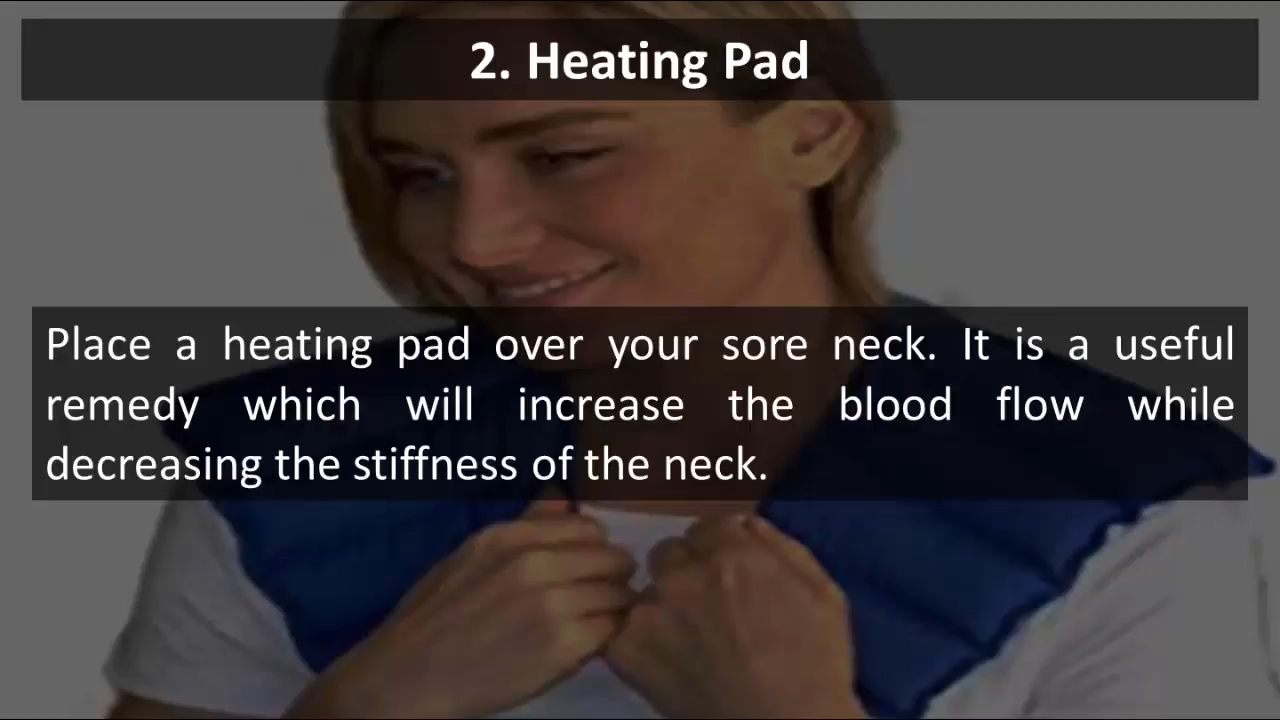 2. Heating Pad
Place a heating pad over your sore neck. It is a useful
remedy which will increase the blood flow while
decreasing the stiffness of the neck.